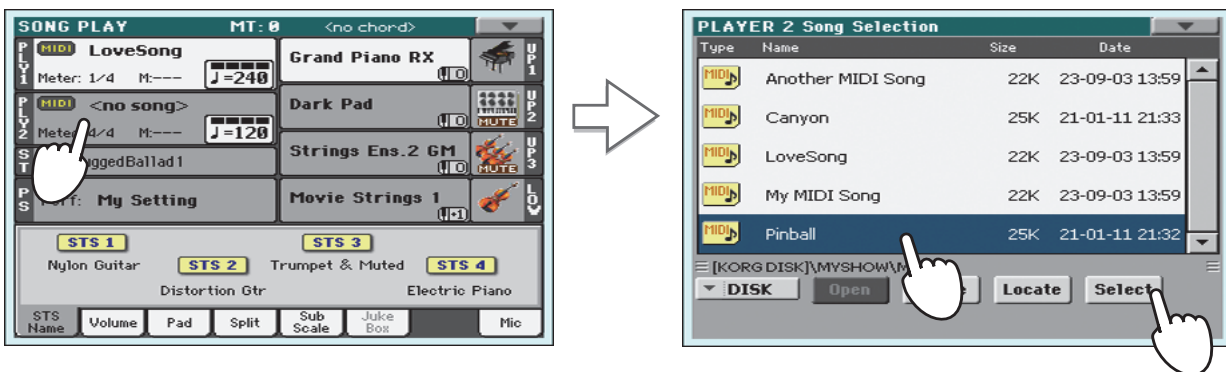 SONG PLAY MT: 0 <no chord>
PLY1 MIDI LoveSong
Meter: 1/4 M:--- ♩=240
Grand Piano RX
0
UP1
PLY2 MIDI <no song>
4/4 M:--- ♩=120
Dark Pad
0
MUTE
UP2
ST
Strings Ens.2 GM
0
MUTE
UP3
PS
My Setting
Movie Strings 1
+1
LOW
STS 1
STS 3
Nylon Guitar STS 2 Trumpet & Muted STS 4
Distortion Gtr Electric Piano
STS Name Volume Pad Split Sub Scale Juke Box Mic
PLAYER 2 Song Selection
Type Name Size Date
MIDI Another MIDI Song 22K 23-09-03 13:59
MIDI Canyon 25K 21-01-11 21:33
MIDI LoveSong 22K 23-09-03 13:59
MIDI My MIDI Song 22K 23-09-03 13:59
MIDI Pinball 25K 21-01-11 21:32
[KORG DISK]\MYSHOW\
DISK Open Locate Select